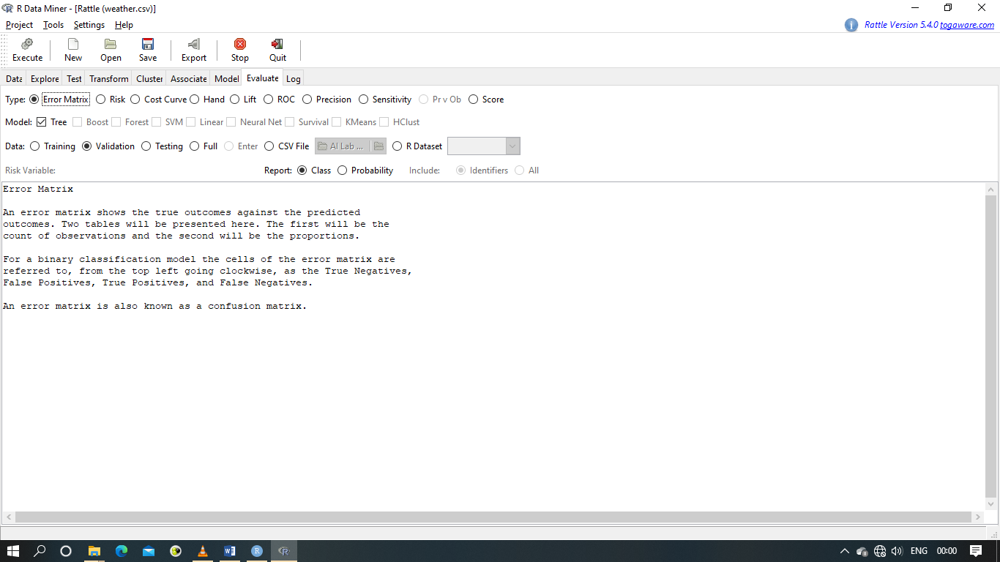 R Data Miner - [Rattle (weather.csv)]
Project Tools Settings Help
Rattle Version 5.4.0 togaware.com
Execute New Open Save Export Stop Quit
Data Explore Test Transform Cluster Associate Model Evaluate Log
Type: Error Matrix Risk Cost Curve Hand Lift ROC Precision Sensitivity Pr v Ob Score
Model: Tree Boost Forest SVM Linear Neural Net Survival KMeans HClust
Data: Training Validation Testing Full Enter CSV File AI Lab ... R Dataset
Risk Variable: Report: Class Probability Include: Identifiers All
Error Matrix
An error matrix shows the true outcomes against the predicted
outcomes. Two tables will be presented here. The first will be the
count of observations and the second will be the proportions.
For a binary classification model the cells of the error matrix are
referred to, from the top left going clockwise, as the True Negatives,
False Positives, True Positives, and False Negatives.
An error matrix is also known as a confusion matrix.
ENG 00:00